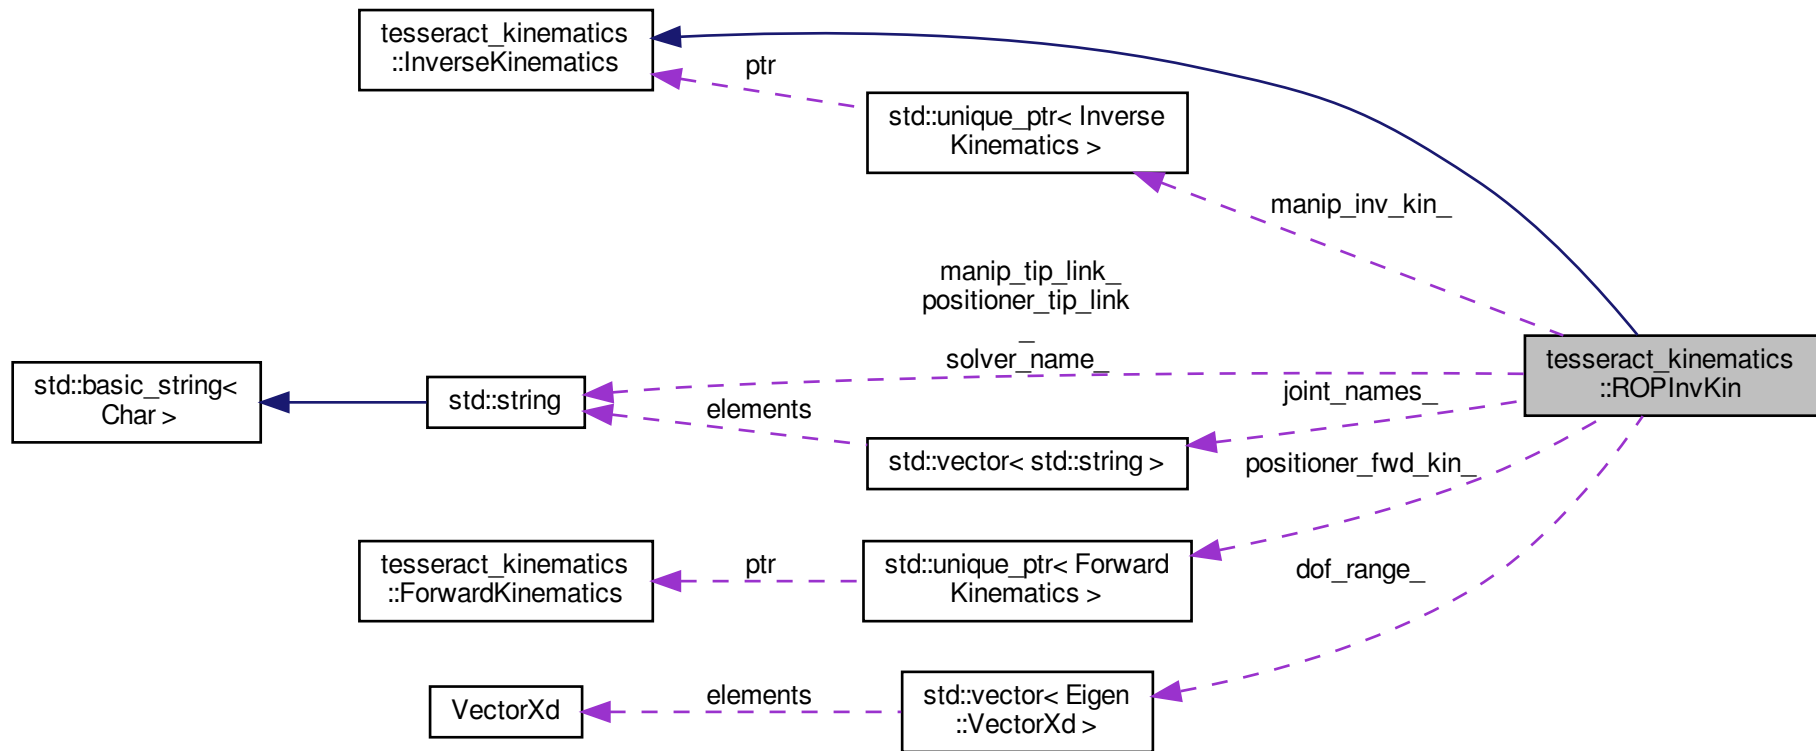 tesseract_kinematics
::InverseKinematics
ptr
std::unique_ptr< Inverse
Kinematics >
manip_inv_kin_
manip_tip_link_
positioner_tip_link
_
solver_name_
tesseract_kinematics
::ROPInvKin
std::basic_string<
Char >
std::string
elements
joint_names_
std::vector< std::string >
positioner_fwd_kin_
tesseract_kinematics
::ForwardKinematics
ptr
std::unique_ptr< Forward
Kinematics >
dof_range_
VectorXd
elements
std::vector< Eigen
::VectorXd >